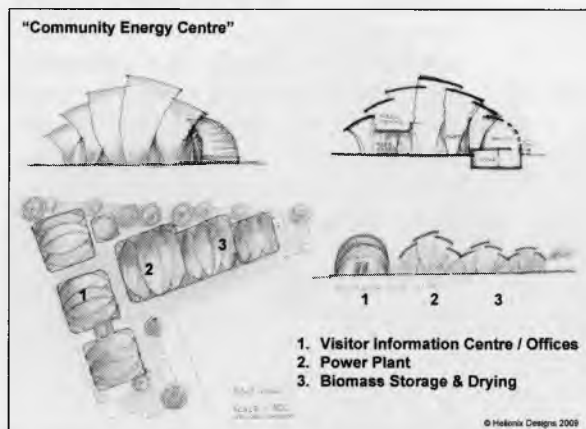 "Community Energy Centre"
1
2
3
1
2
3
1. Visitor Information Centre / Offices
2. Power Plant
3. Biomass Storage & Drying
© Helionix Designs 2009